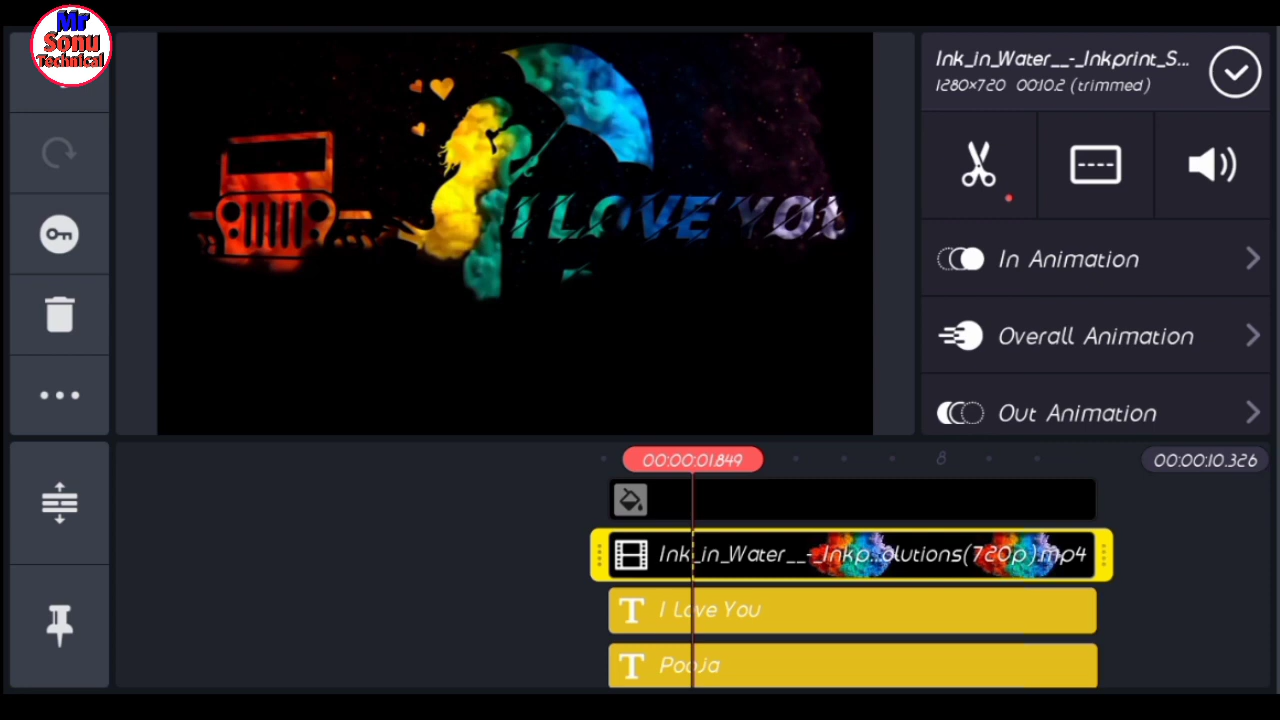 Mr
Sonu
Technical
I LOVE YOU
Ink_in_Water__-_Inkprint_S...
1280×720 00:10.2 (trimmed)
In Animation
Overall Animation
Out Animation
00:00:01.849
8
00:00:10.326
Ink_in_Water__-_Inkp...olutions(720p).mp4
T I Love You
T Pooja